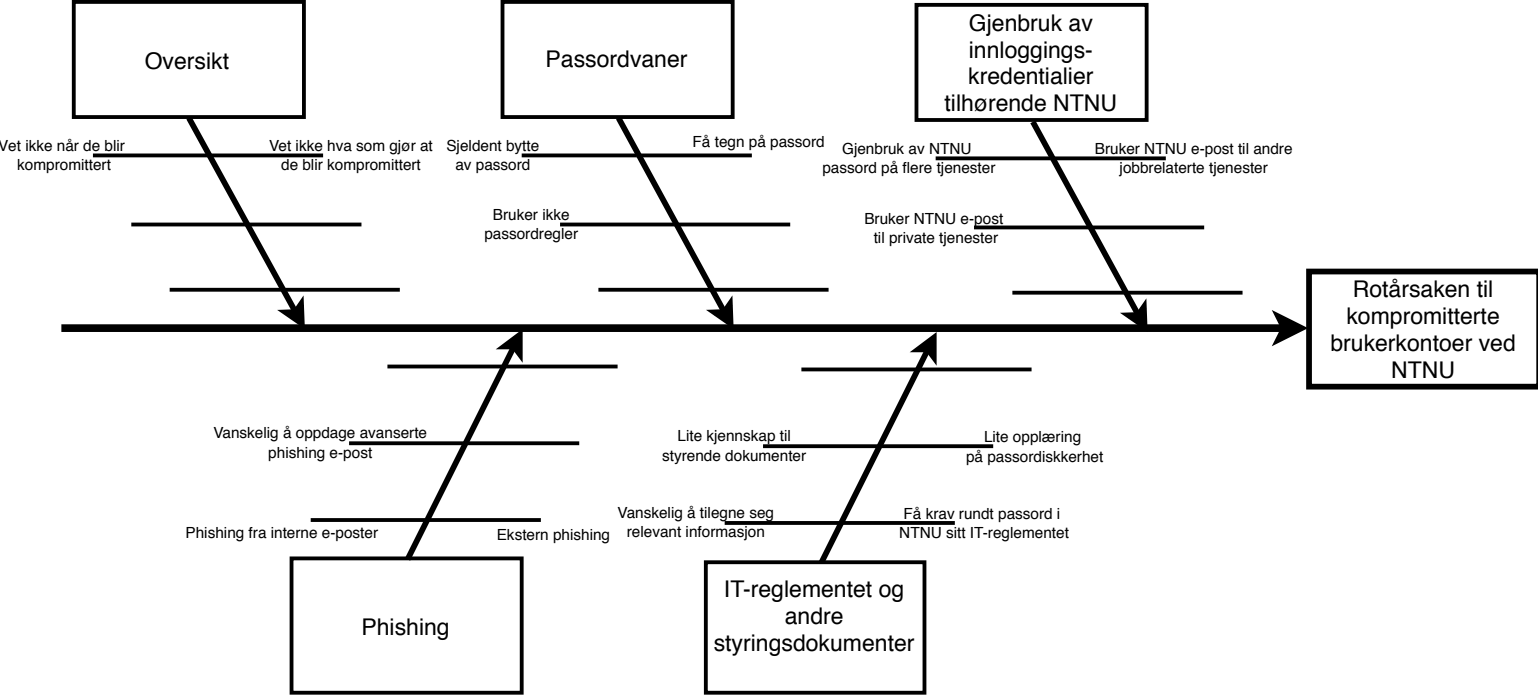 Oversikt
Passordvaner
Gjenbruk av
innloggings-
kredentialier
tilhørende NTNU
Vet ikke når de blir
kompromittert
Vet ikke hva som gjør at
de blir kompromittert
Sjeldent bytte
av passord
Få tegn på passord
Bruker ikke
passordregler
Gjenbruk av NTNU
passord på flere tjenester
Bruker NTNU e-post til andre
jobbrelaterte tjenester
Bruker NTNU e-post
til private tjenester
Rotårsaken til
kompromitterte
brukerkontoer ved
NTNU
Vanskelig å oppdage avanserte
phishing e-post
Phishing fra interne e-poster
Ekstern phishing
Lite kjennskap til
styrende dokumenter
Lite opplæring
på passordiskkerhet
Vanskelig å tilegne seg
relevant informasjon
Få krav rundt passord i
NTNU sitt IT-reglementet
Phishing
IT-reglementet og
andre
styringsdokumenter